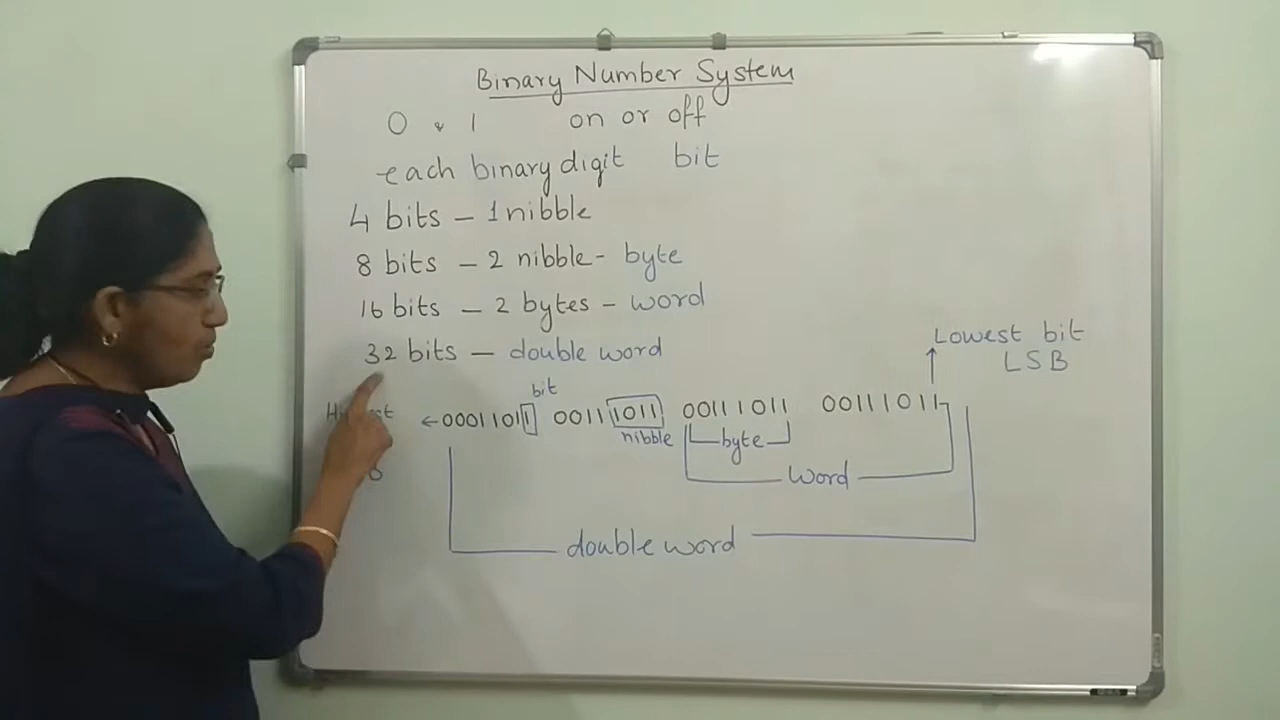 Binary Number System
0 & 1 on or off
each binary digit bit
4 bits - 1 nibble
8 bits - 2 nibble - byte
16 bits - 2 bytes - word
32 bits - double word
Lowest bit
LSB
bit
←00011011 00111011 00111011 00111011
nibble
byte
word
double word